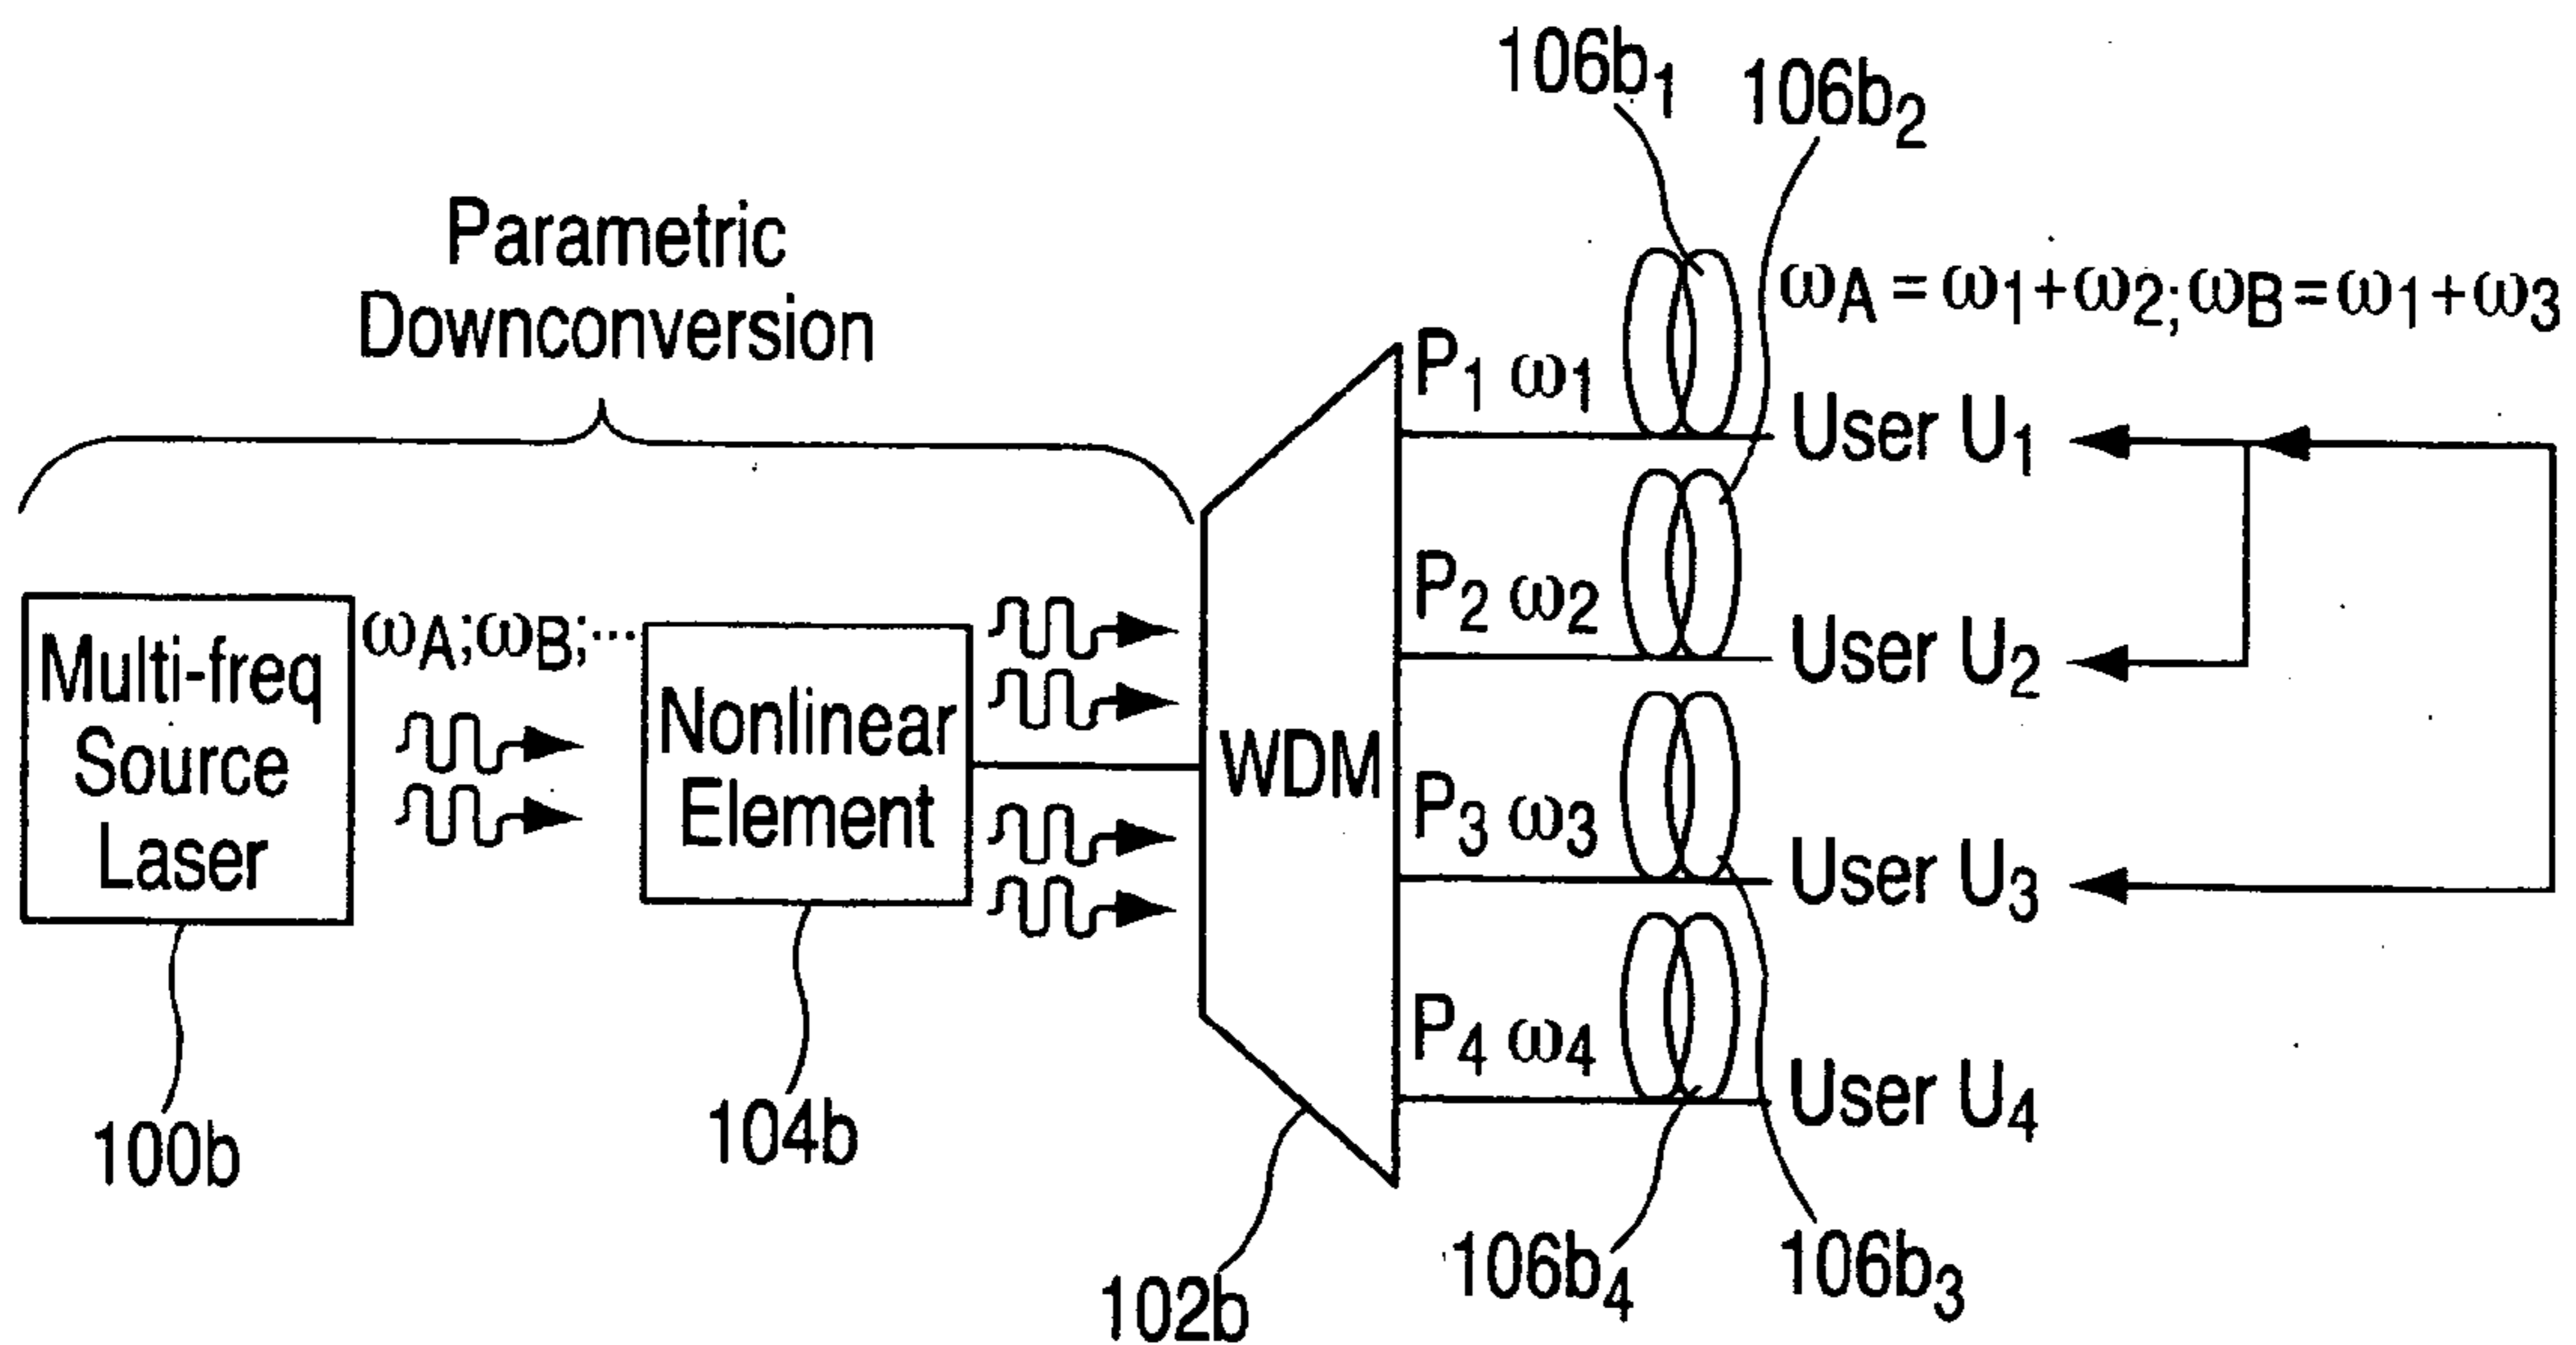 106b₁
106b₂
Parametric
Downconversion
ωA = ω1+ω2; ωB = ω1+ω3
P1 ω1
User U1
P2 ω2
User U2
Multi-freq
Source
Laser
ωA;ωB;...
Nonlinear
Element
WDM
P3 ω3
User U3
P4 ω4
User U4
100b
104b
102b
106b₄
106b₃